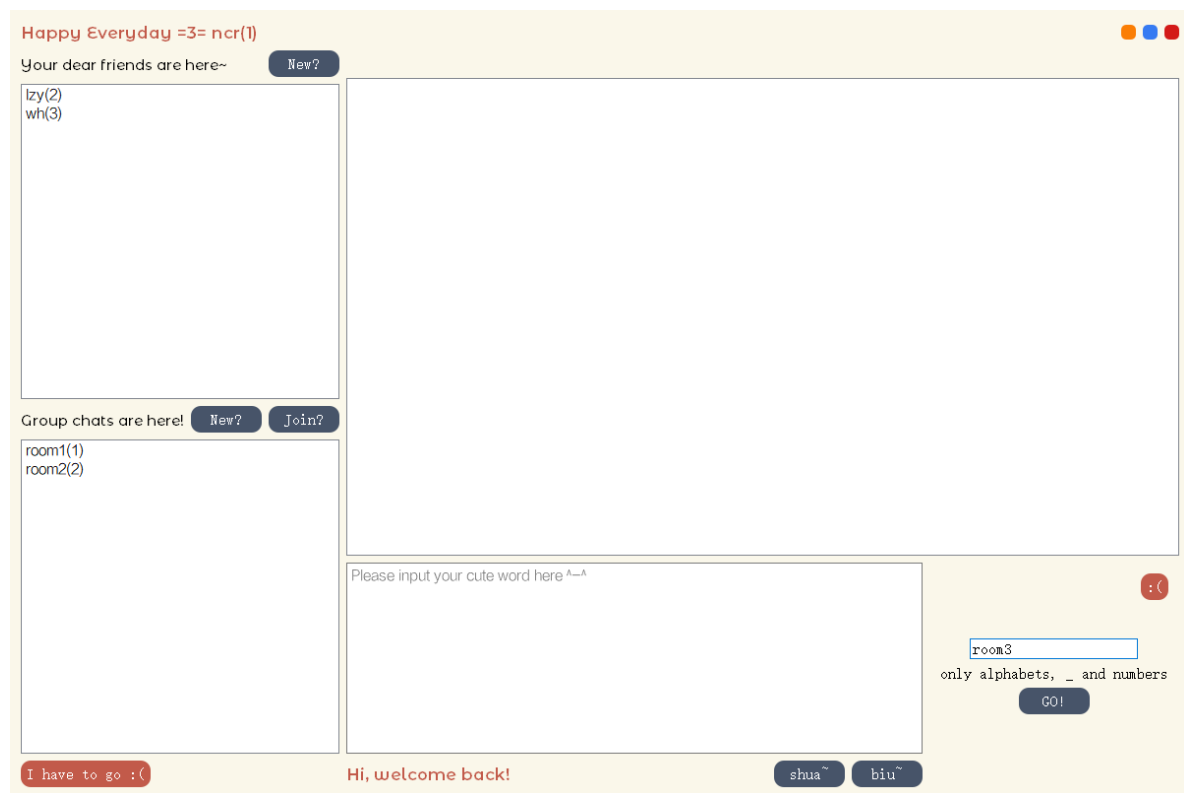 Happy Everyday =3= ncr(1)
Your dear friends are here~
New?
lzy(2)
wh(3)
Group chats are here!
New?
Join?
room1(1)
room2(2)
Please input your cute word here ^–^
:(
room3
only alphabets, _ and numbers
GO!
I have to go :(
Hi, welcome back!
shua~
biu~